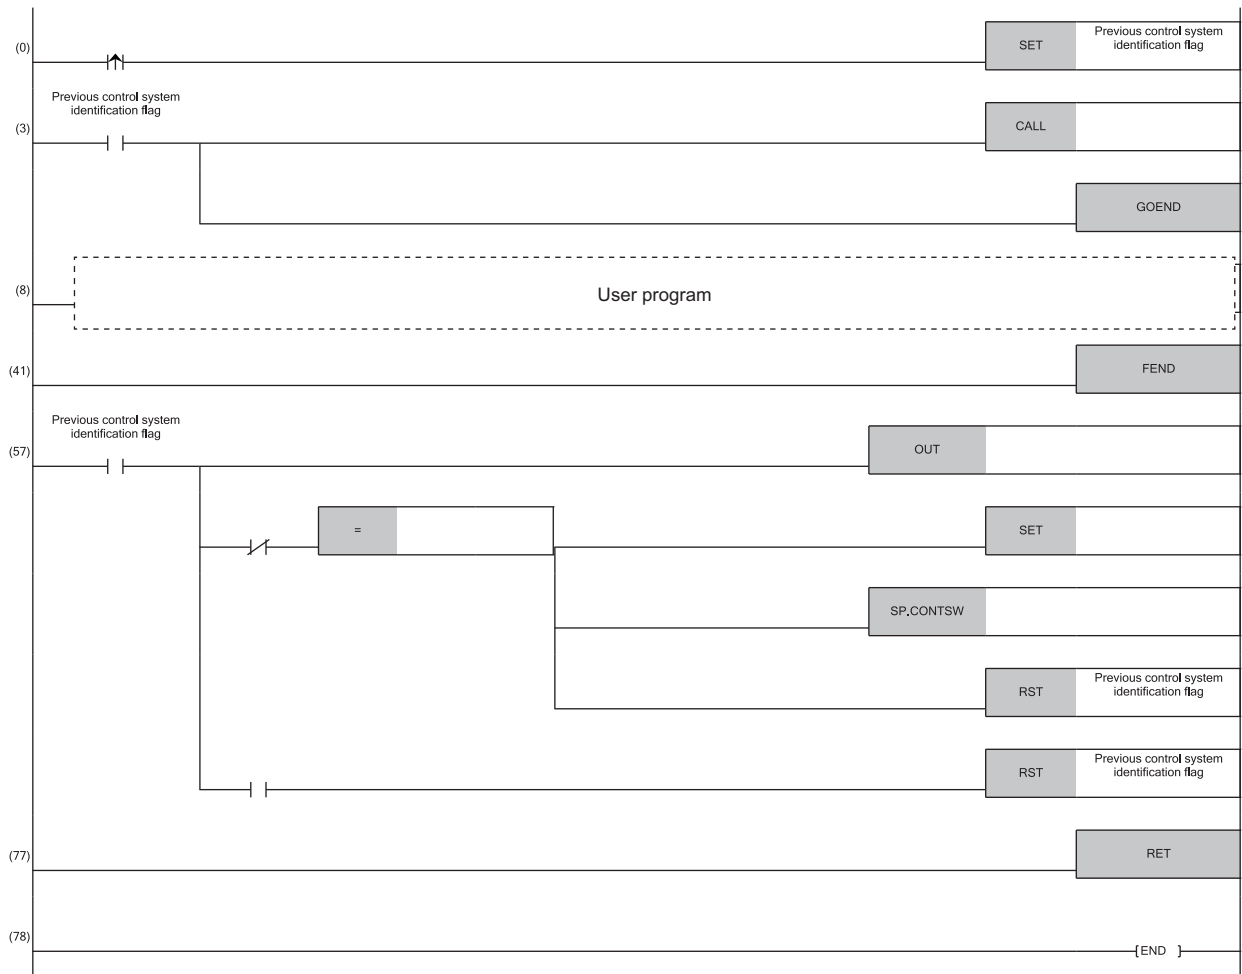 (0)
SET
Previous control system
identification flag
Previous control system
identification flag
(3)
CALL
GOEND
(8)
User program
(41)
FEND
Previous control system
identification flag
(57)
OUT
=
SET
SP.CONTSW
RST
Previous control system
identification flag
RST
Previous control system
identification flag
(77)
RET
(78)
[END ]